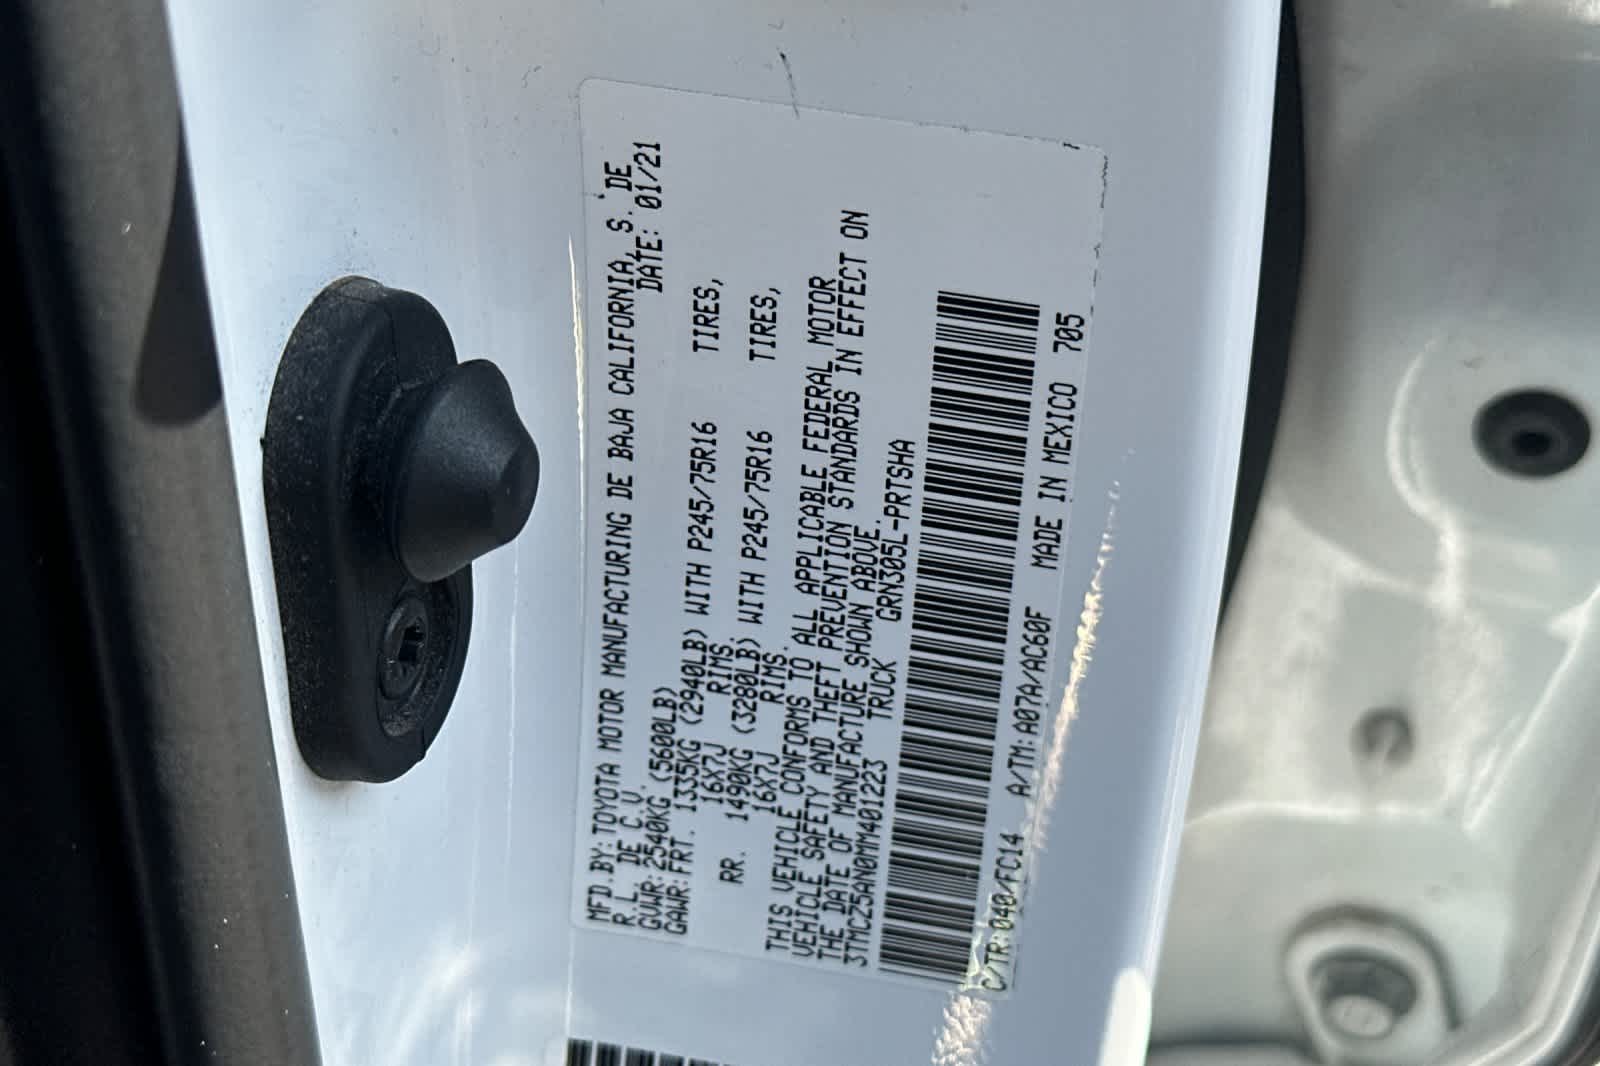 MFD.BY:TOYOTA MOTOR MANUFACTURING DE BAJA CALIFORNIA, S. DE
R.L. DE C.V. DATE: 01/21
GVWR:2540KG (5600LB)
GAWR:FRT. 1335KG (2940LB) WITH P245/75R16 TIRES,
16X7J RIMS,
RR. 1490KG (3280LB) WITH P245/75R16 TIRES,
16X7J RIMS.
THIS VEHICLE CONFORMS TO ALL APPLICABLE FEDERAL MOTOR
VEHICLE SAFETY AND THEFT PREVENTION STANDARDS IN EFFECT ON
THE DATE OF MANUFACTURE SHOWN ABOVE.
3TMCZ5AN0MM401223 TRUCK GRN305L-PRTSHA
C/TR:040/FC14 A/TM:A07A/AC60F MADE IN MEXICO 705